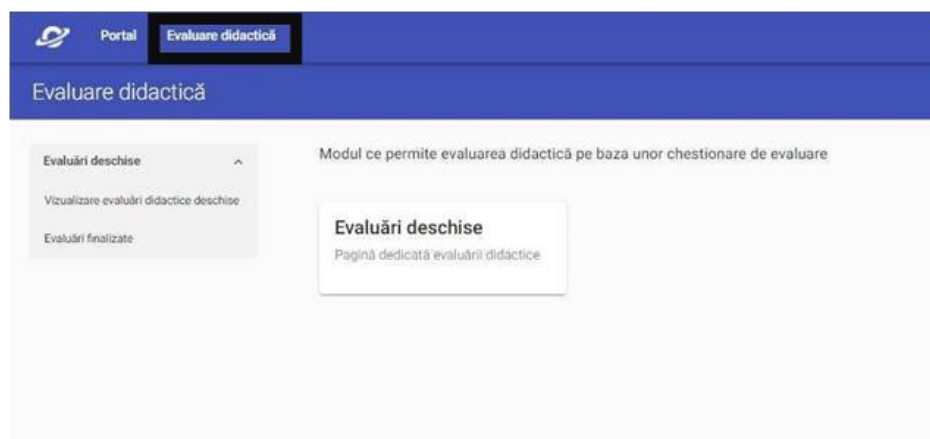 Portal Evaluare didactică
Evaluare didactică
Evaluări deschise
Vizualizare evaluări didactice deschise
Evaluări finalizate
Modul ce permite evaluarea didactică pe baza unor chestionare de evaluare
Evaluări deschise
Pagină dedicată evaluării didactice